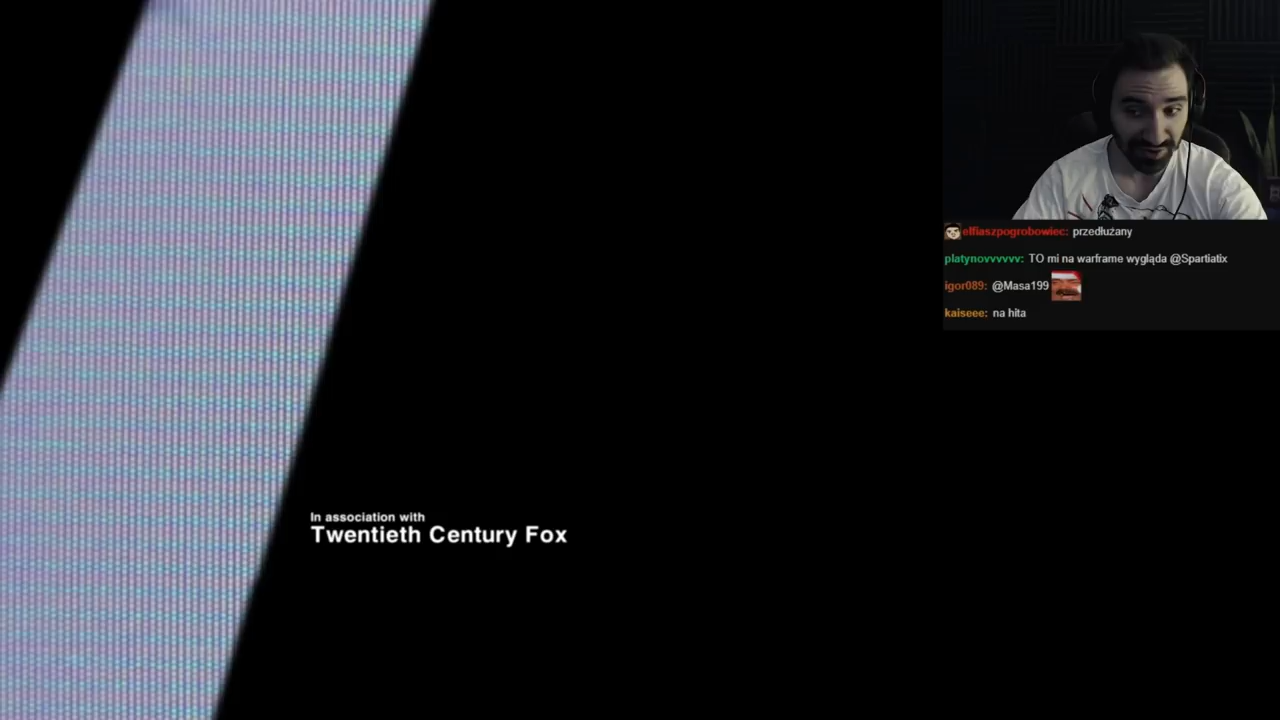 elfiaszpogrobowiec: przedłużany
platynovvvvvv: TO mi na warframe wygląda @Spartiatix
igor089: @Masa199
kaiseee: na hita
In association with
Twentieth Century Fox